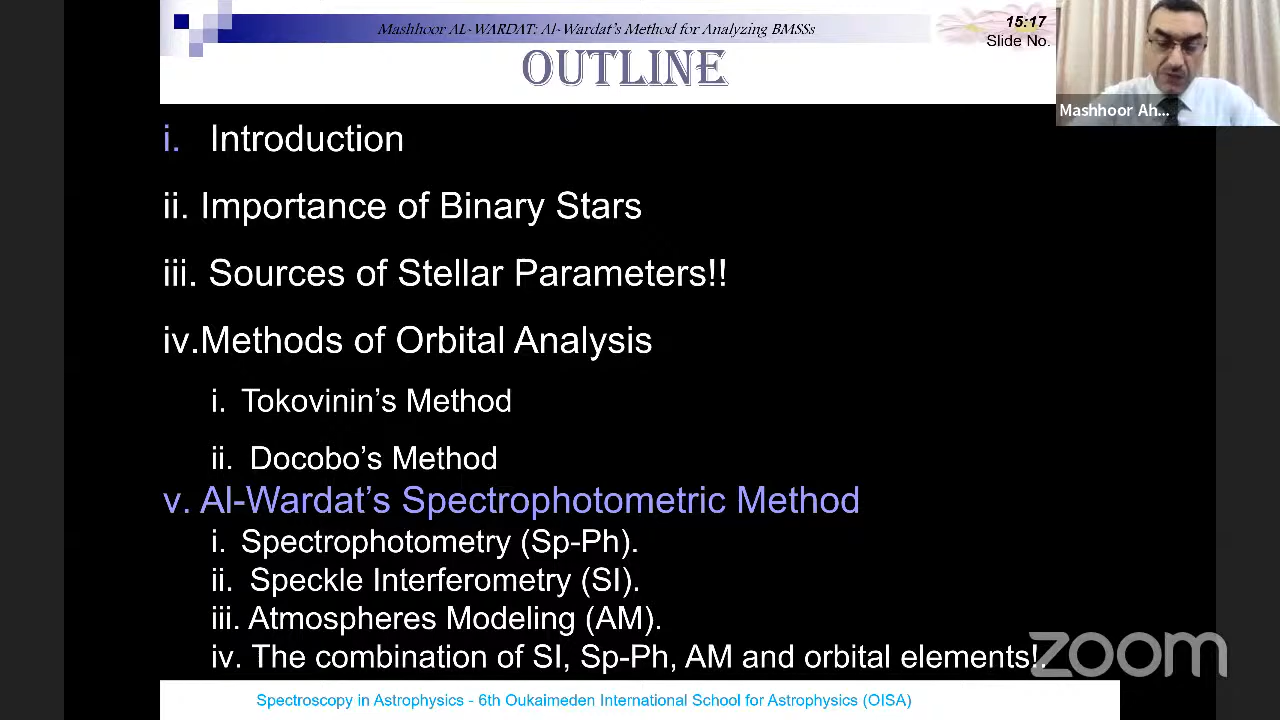 Mashhoor AL-WARDAT: Al-Wardat's Method for Analyzing BMSSs
15:17
Slide No.
OUTLINE
Mashhoor Ah...
i. Introduction
ii. Importance of Binary Stars
iii. Sources of Stellar Parameters!!
iv.Methods of Orbital Analysis
i. Tokovinin's Method
ii. Docobo's Method
v. Al-Wardat's Spectrophotometric Method
i. Spectrophotometry (Sp-Ph).
ii. Speckle Interferometry (SI).
iii. Atmospheres Modeling (AM).
iv. The combination of SI, Sp-Ph, AM and orbital elements!.
zoom
Spectroscopy in Astrophysics - 6th Oukaimeden International School for Astrophysics (OISA)